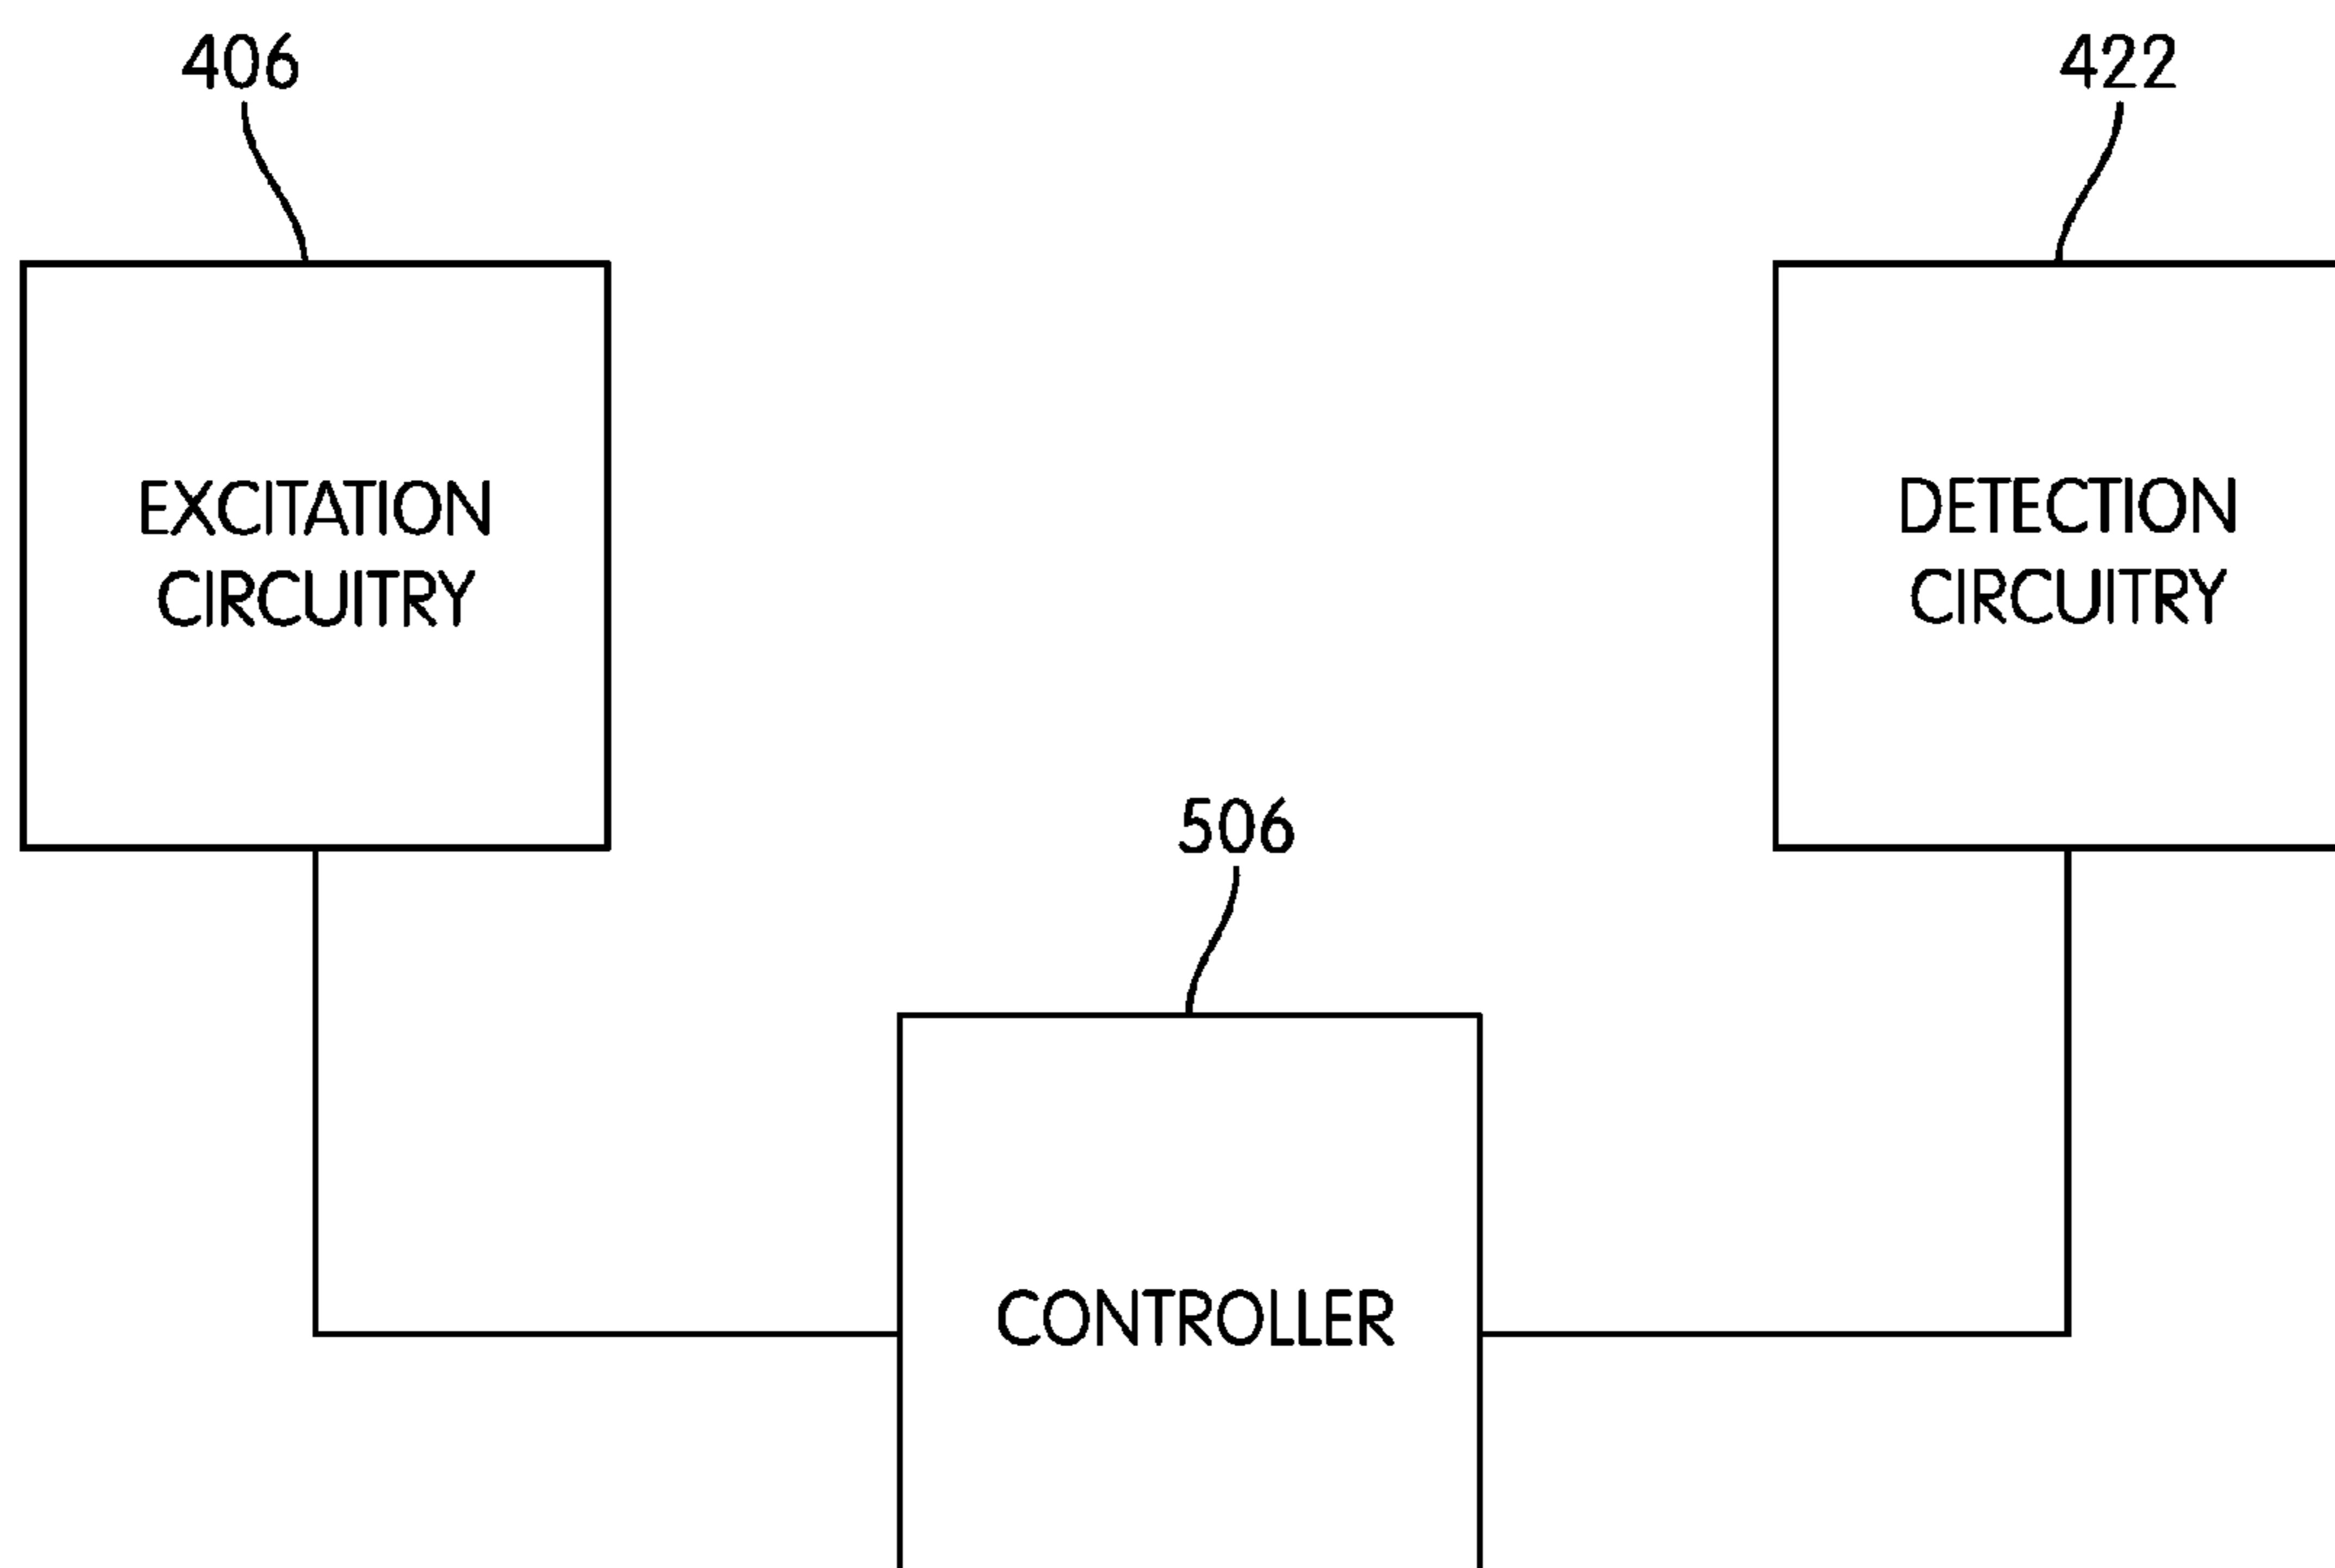 406
422
EXCITATION
CIRCUITRY
DETECTION
CIRCUITRY
506
CONTROLLER